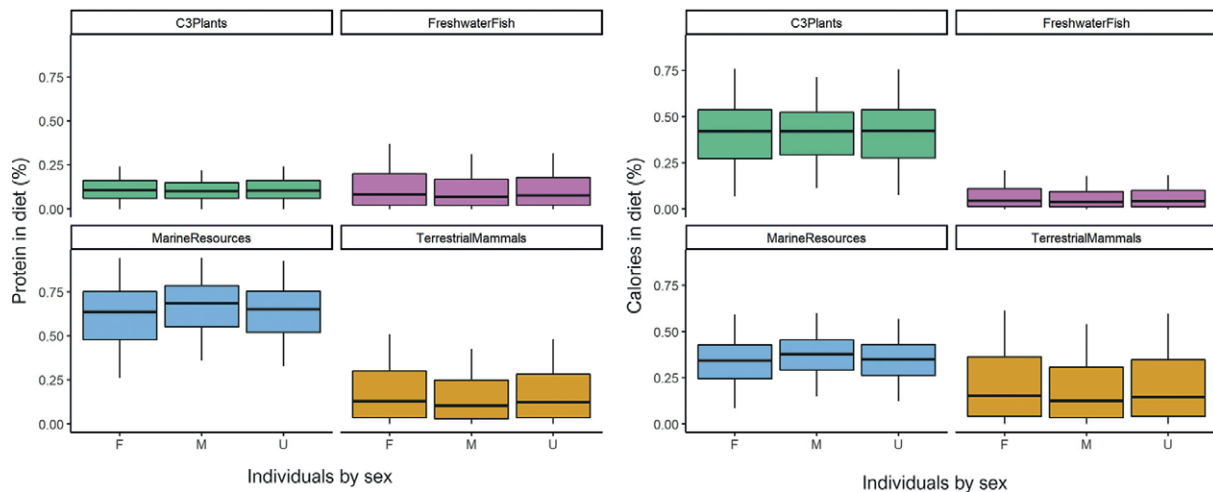 C3Plants
FreshwaterFish
0.75
0.50
0.25
0.00
MarineResources
TerrestrialMammals
0.75
0.50
0.25
0.00
Protein in diet (%)
F
M
U
F
M
U
Individuals by sex
C3Plants
FreshwaterFish
0.75
0.50
0.25
0.00
MarineResources
TerrestrialMammals
0.75
0.50
0.25
0.00
Calories in diet (%)
F
M
U
F
M
U
Individuals by sex